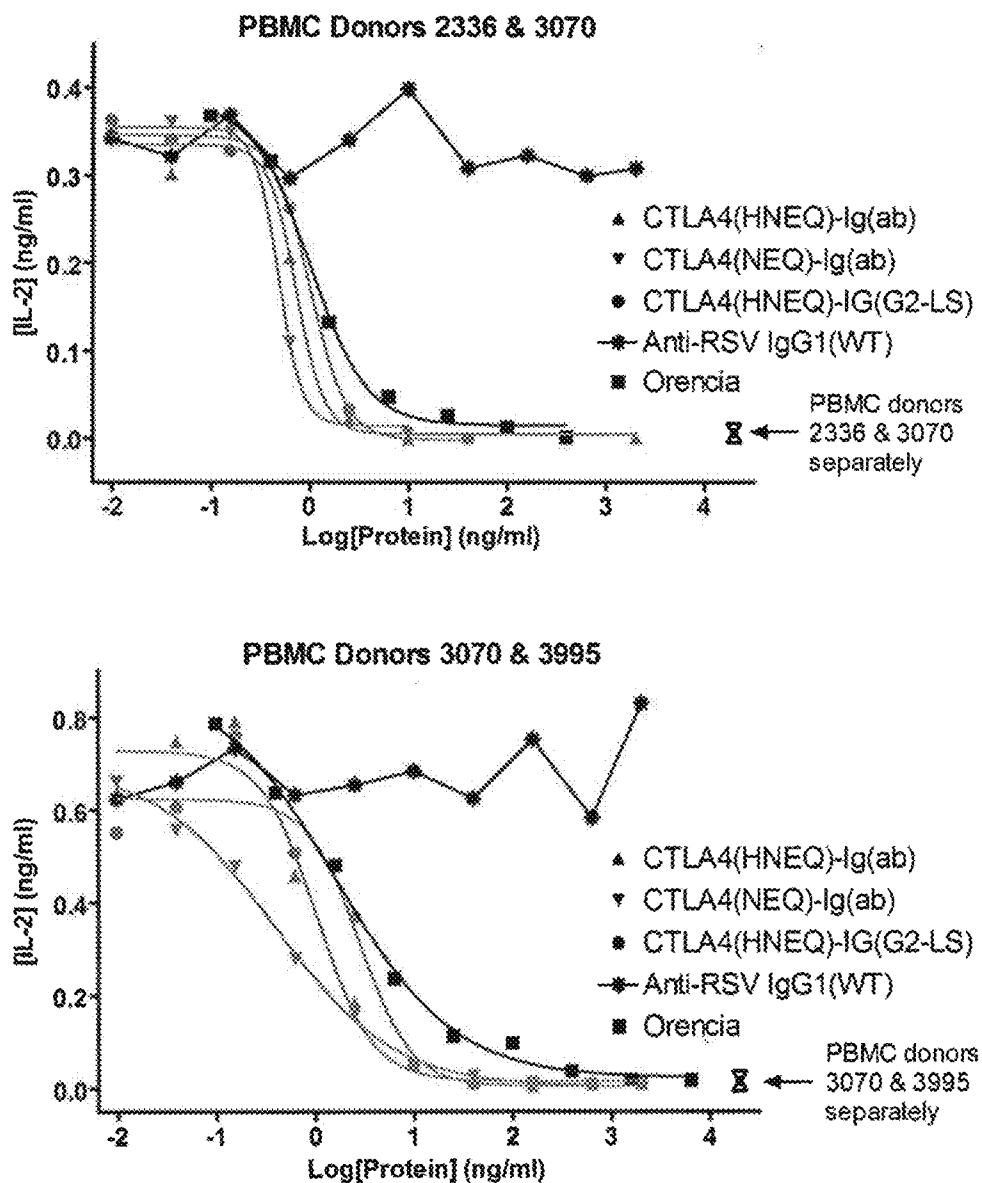 PBMC Donors 2336 & 3070
0.4
0.3
0.2
0.1
0.0
[IL-2] (ng/ml)
CTLA4(HNEQ)-Ig(ab)
CTLA4(NEQ)-Ig(ab)
CTLA4(HNEQ)-IG(G2-LS)
Anti-RSV IgG1(WT)
Orencia
PBMC donors
2336 & 3070
separately
-2 -1 0 1 2 3 4
Log[Protein] (ng/ml)
PBMC Donors 3070 & 3995
0.8
0.6
0.4
0.2
0.0
[IL-2] (ng/ml)
CTLA4(HNEQ)-Ig(ab)
CTLA4(NEQ)-Ig(ab)
CTLA4(HNEQ)-IG(G2-LS)
Anti-RSV IgG1(WT)
Orencia
PBMC donors
3070 & 3995
separately
-2 -1 0 1 2 3 4
Log[Protein] (ng/ml)